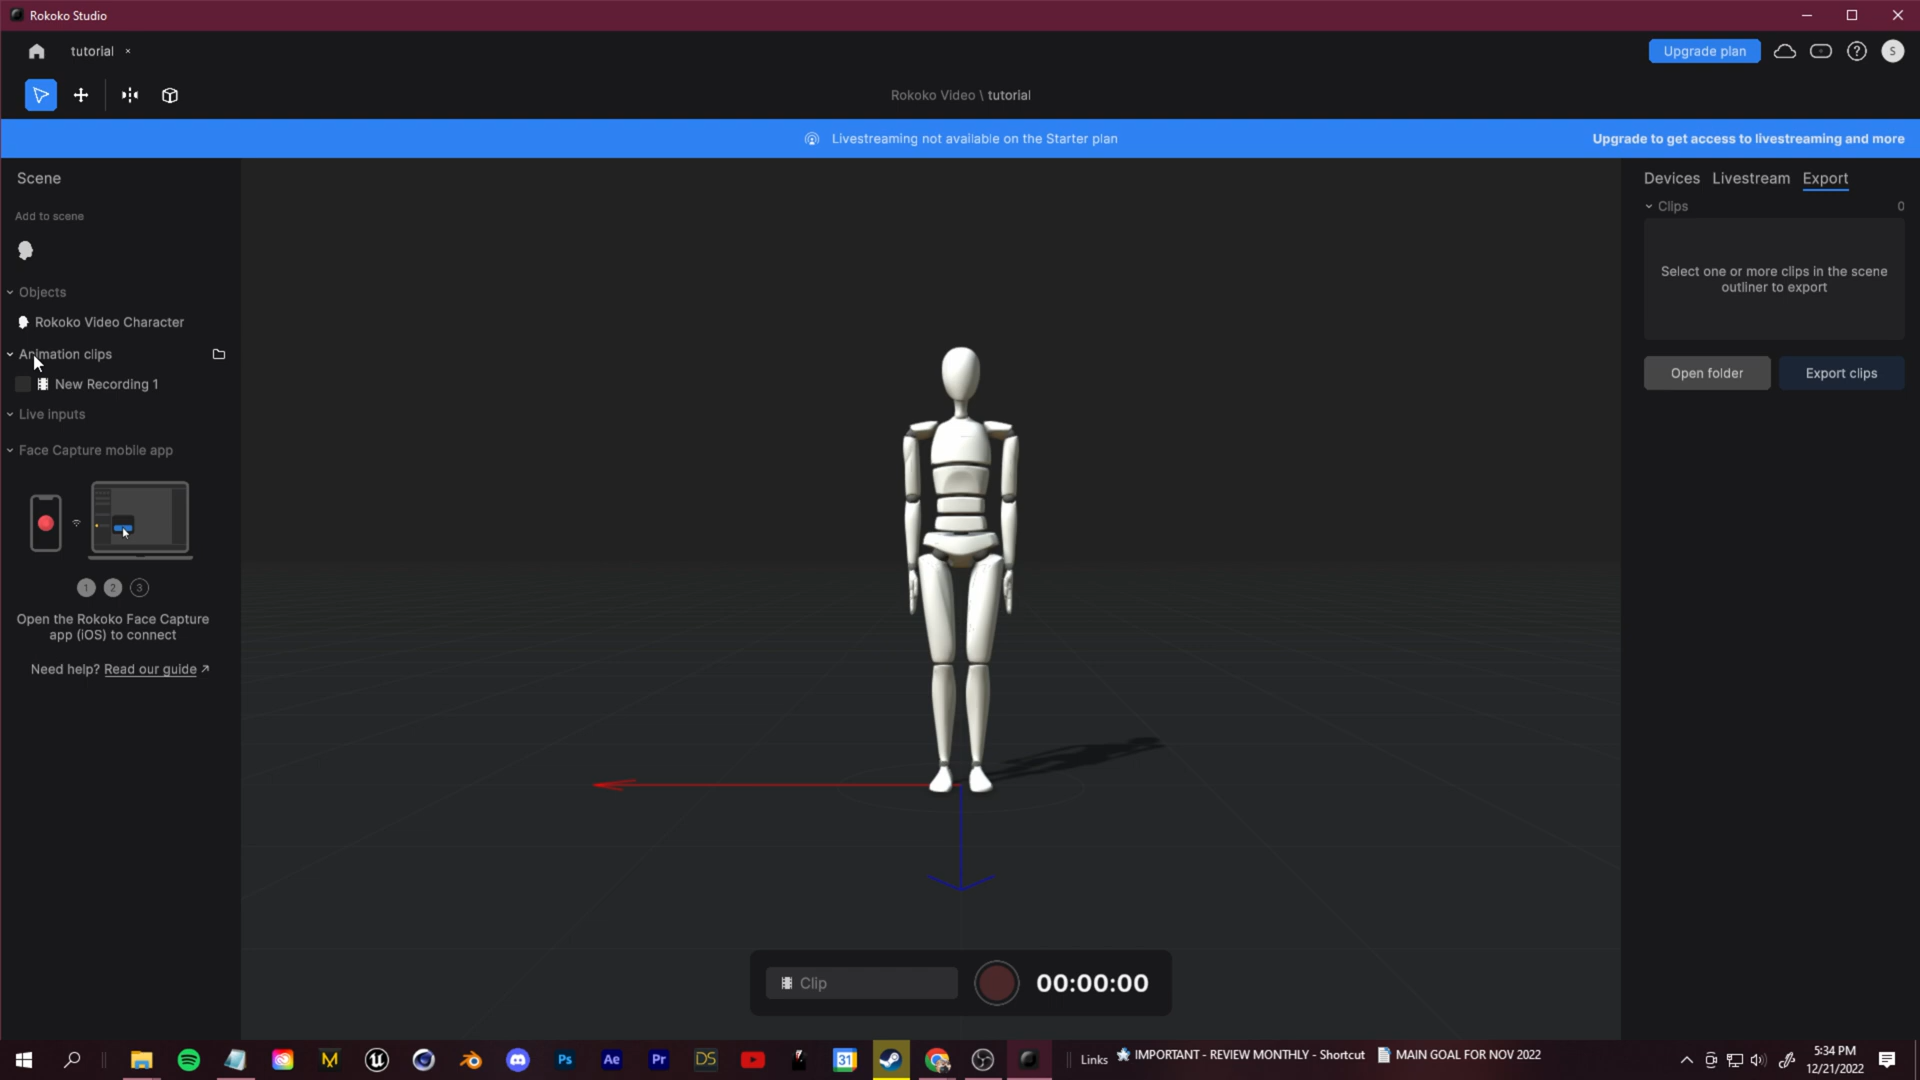 Rokoko Studio
tutorial ×
Upgrade plan
?
S
Rokoko Video \ tutorial
Livestreaming not available on the Starter plan
Upgrade to get access to livestreaming and more
Scene
Add to scene
Objects
Rokoko Video Character
Animation clips
New Recording 1
Live inputs
Face Capture mobile app
1 2 3
Open the Rokoko Face Capture
app (iOS) to connect
Need help? Read our guide ↗
Devices Livestream Export
Clips 0
Select one or more clips in the scene
outliner to export
Open folder Export clips
Clip 00:00:00
Ps Ae Pr DS 31
Links IMPORTANT - REVIEW MONTHLY - Shortcut MAIN GOAL FOR NOV 2022
5:34 PM
12/21/2022